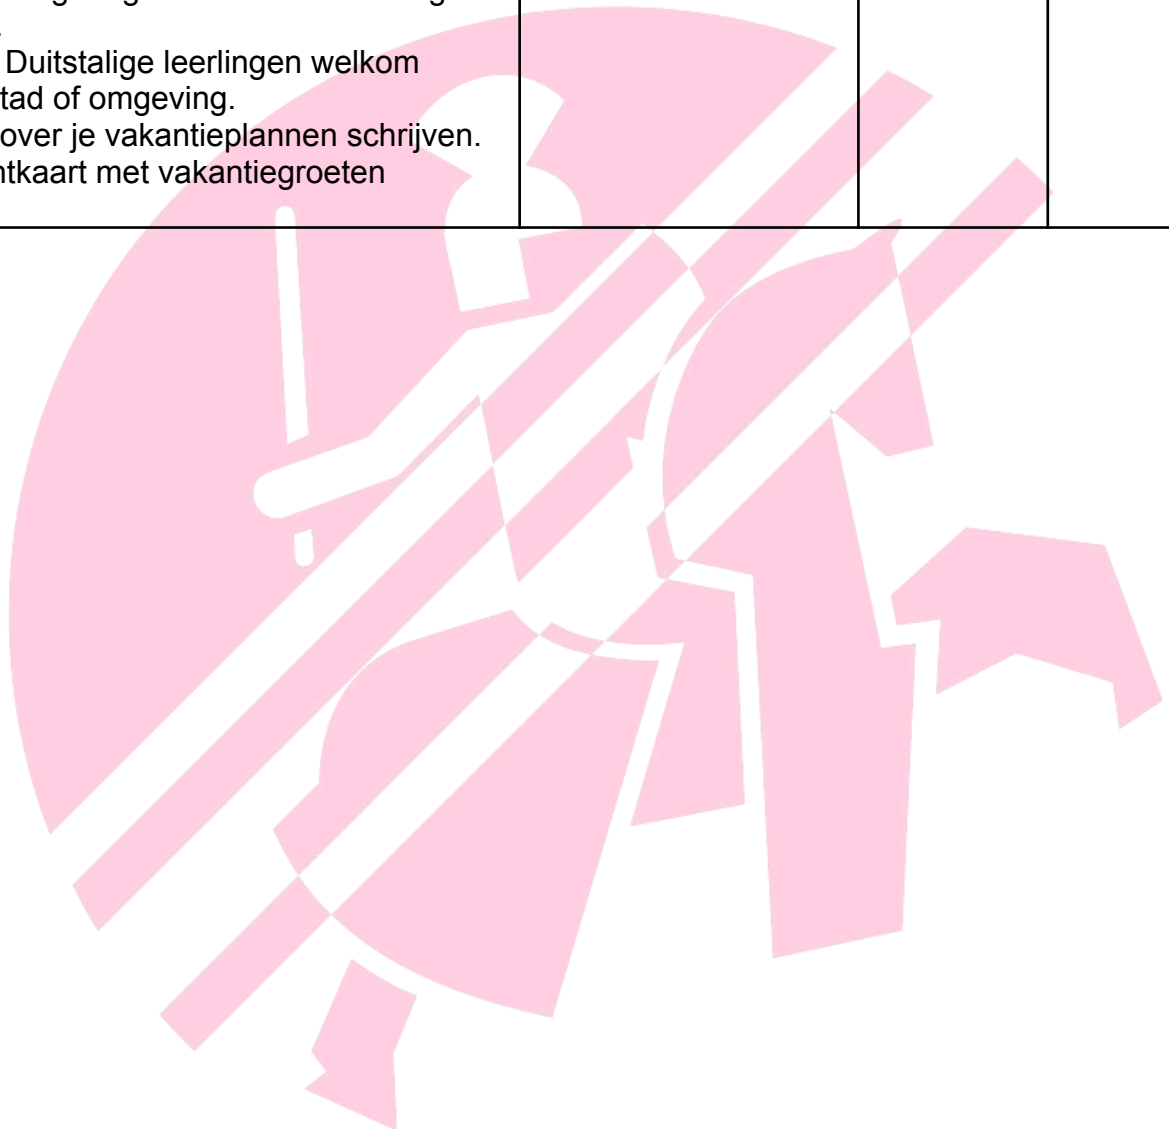 Duitstalige leerlingen welkom
tad of omgeving.
over je vakantieplannen schrijven.
ntkaart met vakantiegroeten